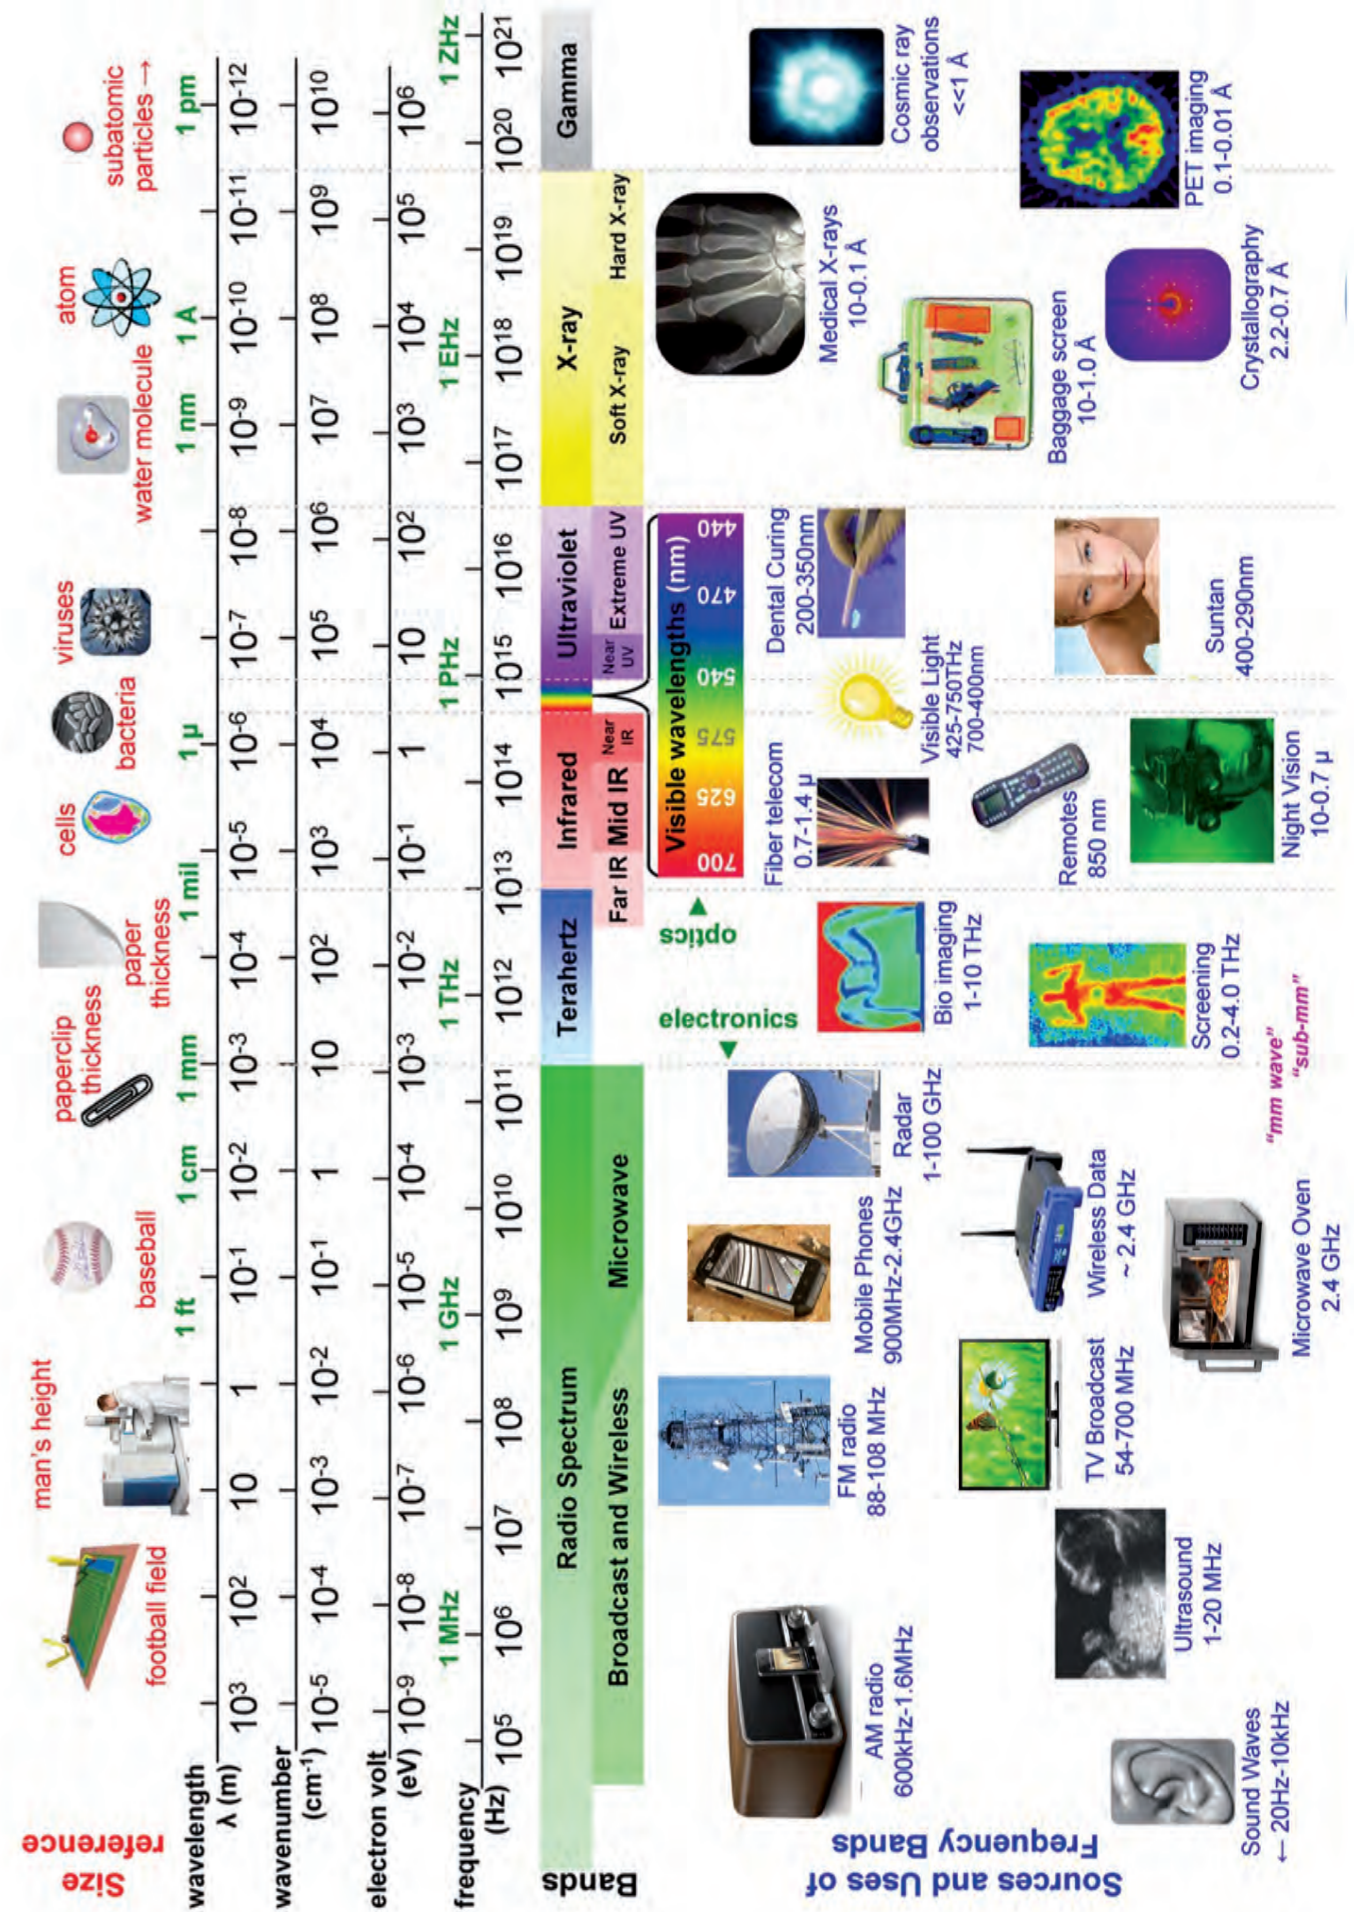 Size
reference
football field
man's height
baseball
paperclip
thickness
paper
thickness
cells
bacteria
viruses
water molecule
atom
subatomic
particles →
1 ft
1 cm
1 mm
1 mil
1 µ
1 nm
1 Å
1 pm
wavelength
λ (m)
10³ 10² 10 1 10-1 10-2 10-3 10-4 10-5 10-6 10-7 10-8 10-9 10-10 10-11 10-12
wavenumber
(cm-1)
10-5 10-4 10-3 10-2 10-1 1 10 10² 10³ 10⁴ 10⁵ 10⁶ 10⁷ 10⁸ 10⁹ 10¹⁰
electron volt
(eV)
10-9 10-8 10-7 10-6 10-5 10-4 10-3 10-2 10-1 1 10 10² 10³ 10⁴ 10⁵ 10⁶
1 MHz 1 GHz 1 THz 1 PHz 1 EHz 1 ZHz
frequency
(Hz)
10⁵ 10⁶ 10⁷ 10⁸ 10⁹ 10¹⁰ 10¹¹ 10¹² 10¹³ 10¹⁴ 10¹⁵ 10¹⁶ 10¹⁷ 10¹⁸ 10¹⁹ 10²⁰ 10²¹
Bands
Radio Spectrum
Terahertz
Infrared
Ultraviolet
X-ray
Gamma
Bands
Broadcast and Wireless
Microwave
Far IR
Mid IR
Near
IR
Near
UV
Extreme UV
Soft X-ray
Hard X-ray
electronics
optics
Visible wavelengths (nm)
700 625 575 540 470 440
Sources and Uses of
Frequency Bands
AM radio
600kHz-1.6MHz
FM radio
88-108 MHz
Mobile Phones
900MHz-2.4GHz
Radar
1-100 GHz
Bio imaging
1-10 THz
Fiber telecom
0.7-1.4 µ
Visible Light
425-750THz
700-400nm
Dental Curing
200-350nm
Medical X-rays
10-0.1 Å
Cosmic ray
observations
<<1 Å
Sound Waves
← 20Hz-10kHz
Ultrasound
1-20 MHz
TV Broadcast
54-700 MHz
Wireless Data
~ 2.4 GHz
Microwave Oven
2.4 GHz
"mm wave"
"sub-mm"
Screening
0.2-4.0 THz
Remotes
850 nm
Night Vision
10-0.7 µ
Suntan
400-290nm
Baggage screen
10-1.0 Å
Crystallography
2.2-0.7 Å
PET imaging
0.1-0.01 Å